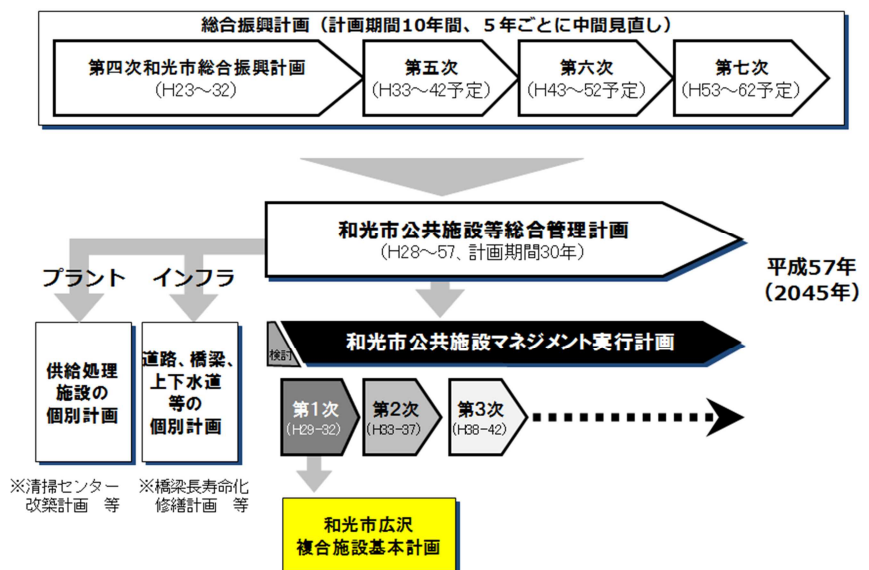 総合振興計画（計画期間10年間、５年ごとに中間見直し）
第四次和光市総合振興計画
（H23～32）
第五次
（H33～42予定）
第六次
（H43～52予定）
第七次
（H53～62予定）
和光市公共施設等総合管理計画
（H28～57、計画期間30年）
平成57年
（2045年）
プラント
インフラ
供給処理
施設の
個別計画
道路、橋梁、
上下水道
等の
個別計画
※清掃センター
改築計画　等
※橋梁長寿命化
修繕計画　等
検討
和光市公共施設マネジメント実行計画
第１次
（H29-32）
第２次
（H33-37）
第３次
（H38-42）
和光市広沢
複合施設基本計画